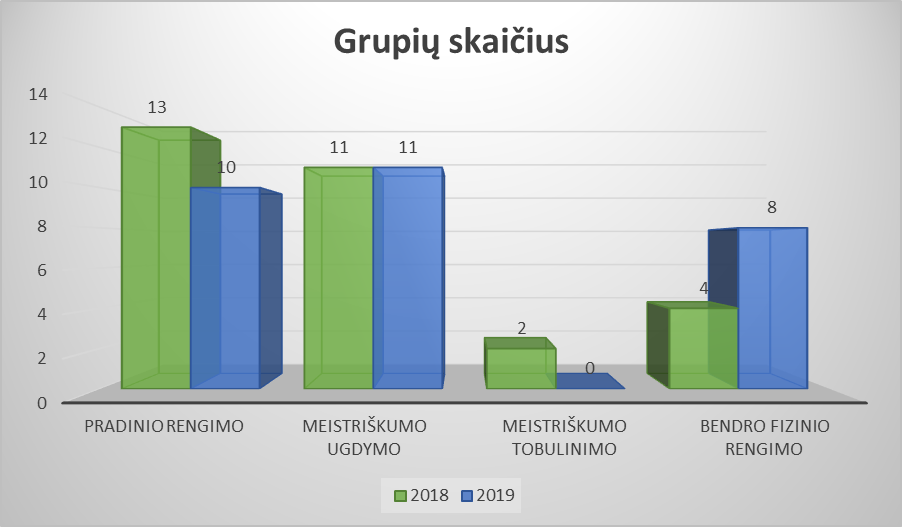 Grupių skaičius
14
12
10
8
6
4
2
0
13
10
11
11
2
0
4
8
PRADINIO RENGIMO
MEISTRIŠKUMO
UGDYMO
MEISTRIŠKUMO
TOBULINIMO
BENDRO FIZINIO
RENGIMO
2018
2019